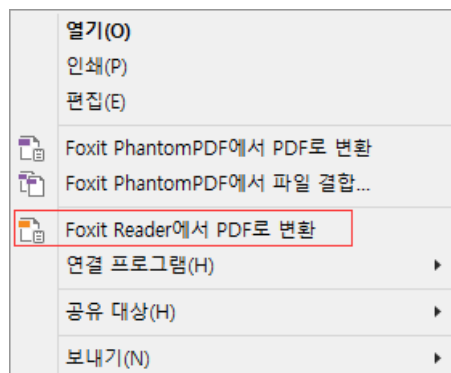 열기(O)
인쇄(P)
편집(E)
Foxit PhantomPDF에서 PDF로 변환
Foxit PhantomPDF에서 파일 결합...
Foxit Reader에서 PDF로 변환
연결 프로그램(H)
공유 대상(H)
보내기(N)